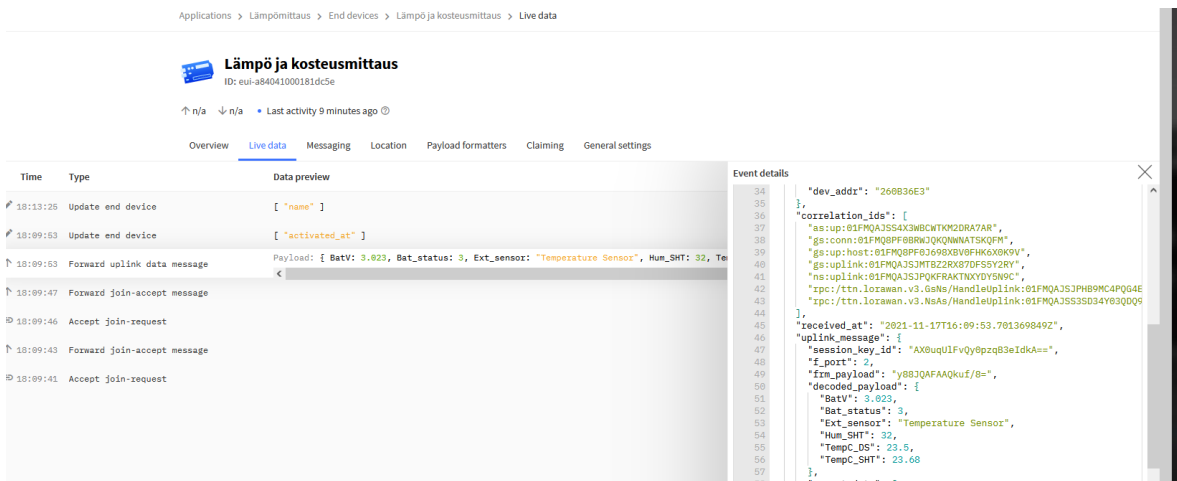 Applications > Lämpömittaus > End devices > Lämpö ja kosteusmittaus > Live data
Lämpö ja kosteusmittaus
ID: eui-a84041000181dc5e
↑ n/a ↓ n/a • Last activity 9 minutes ago
Overview Live data Messaging Location Payload formatters Claiming General settings
Time Type Data preview
18:13:25 Update end device [ "name" ]
18:09:53 Update end device [ "activated_at" ]
18:09:53 Forward uplink data message Payload: { BatV: 3.023, Bat_status: 3, Ext_sensor: "Temperature Sensor", Hum_SHT: 32, Te
18:09:47 Forward join-accept message
18:09:46 Accept join-request
18:09:43 Forward join-accept message
18:09:41 Accept join-request
Event details
34 "dev_addr": "260B36E3"
35 },
36 "correlation_ids": [
37 "as:up:01FMQAJSS4X3WBCWTKM2DRA7AR",
38 "gs:conn:01FMQ8PF0BRWJQKQNWNATSKQFM",
39 "gs:up:host:01FMQ8PF0J698XBV0FHK6X0K9V",
40 "gs:uplink:01FMQAJSJMTBZ2RX87DFS5Y2RY",
41 "ns:uplink:01FMQAJSJPQKFRAKTNXYDY5N9C",
42 "rpc:/ttn.lorawan.v3.GsNs/HandleUplink:01FMQAJSJPHB9MC4PQG4E
43 "rpc:/ttn.lorawan.v3.NsAs/HandleUplink:01FMQAJSS3SD34Y03QDQ9
44 ],
45 "received_at": "2021-11-17T16:09:53.701369849Z",
46 "uplink_message": {
47 "session_key_id": "AX0uqUlFvQy0pzqB3eIdkA==",
48 "f_port": 2,
49 "frm_payload": "y88JQAFAAQkuf/8=",
50 "decoded_payload": {
51 "BatV": 3.023,
52 "Bat_status": 3,
53 "Ext_sensor": "Temperature Sensor",
54 "Hum_SHT": 32,
55 "TempC_DS": 23.5,
56 "TempC_SHT": 23.68
57 },